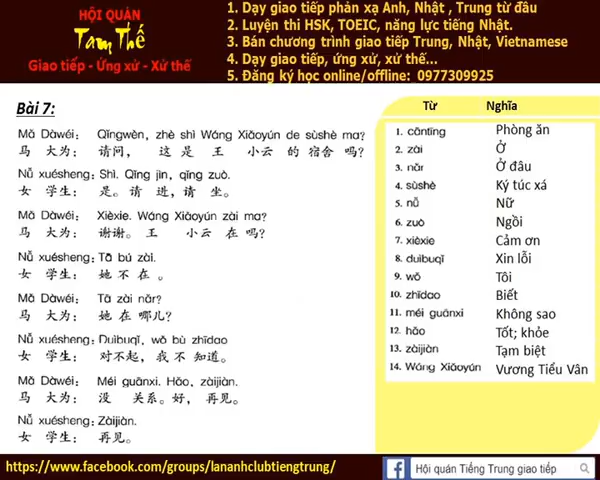 HỘI QUÁN
Tam Thế
Giao tiếp - Ứng xử - Xử thế
1. Dạy giao tiếp phản xạ Anh, Nhật , Trung từ đầu
2. Luyện thi HSK, TOEIC, năng lực tiếng Nhật.
3. Bán chương trình giao tiếp Trung, Nhật, Vietnamese
4. Dạy giao tiếp, ứng xử, xử thế...
5. Đăng ký học online/offline: 0977309925
Bài 7:
Mǎ Dàwéi: Qǐngwèn, zhè shì Wáng Xiǎoyún de sùshè ma?
马 大为: 请问, 这 是 王 小云 的 宿舍 吗?
Nǚ xuésheng: Shì. Qǐng jìn, qǐng zuò.
女 学生: 是。请 进, 请 坐。
Mǎ Dàwéi: Xièxie. Wáng Xiǎoyún zài ma?
马 大为: 谢谢。王 小云 在 吗?
Nǚ xuésheng: Tā bú zài.
女 学生: 她 不 在 。
Mǎ Dàwéi: Tā zài nǎr?
马 大为: 她 在 哪儿?
Nǚ xuésheng: Duìbuqǐ, wǒ bù zhīdao
女 学生: 对不起, 我 不 知道。
Mǎ Dàwéi: Méi guānxi. Hǎo, zàijiàn.
马 大为: 没 关系。好, 再见。
Nǚ xuésheng: Zàijiàn.
女 学生: 再见。
Từ Nghĩa
1. cāntīng Phòng ăn
2. zài Ở
3. nǎr Ở đâu
4. sùshè Ký túc xá
5. nǚ Nữ
6. zuò Ngồi
7. xièxie Cảm ơn
8. duìbuqǐ Xin lỗi
9. wǒ Tôi
10. zhīdao Biết
11. méi guānxi Không sao
12. hǎo Tốt; khỏe
13. zàijiàn Tạm biệt
14. Wáng Xiǎoyún Vương Tiểu Vân
https://www.facebook.com/groups/lananhclubtiengtrung/
f Hội quán Tiếng Trung giao tiếp